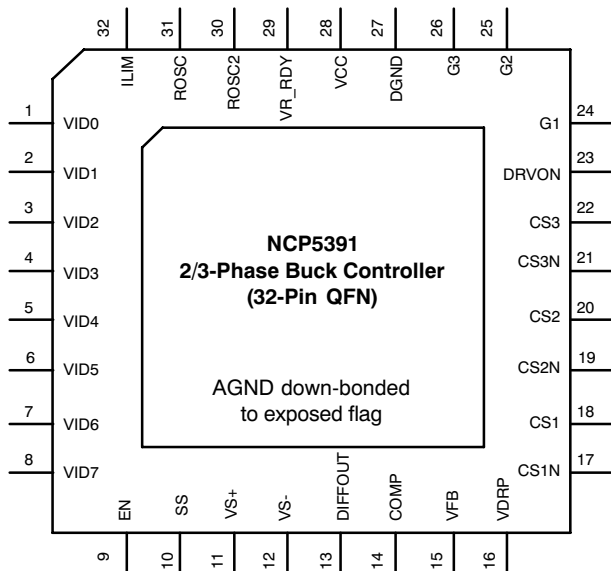 32 31 30 29 28 27 26 25
ILIM ROSC ROSC2 VR_RDY VCC DGND G3 G2
1 VID0 G1 24
2 VID1 DRVON 23
3 VID2 CS3 22
4 VID3 CS3N 21
5 VID4 CS2 20
6 VID5 CS2N 19
7 VID6 CS1 18
8 VID7 CS1N 17
NCP5391
2/3-Phase Buck Controller
(32-Pin QFN)
AGND down-bonded
to exposed flag
EN SS VS+ VS- DIFFOUT COMP VFB VDRP
9 10 11 12 13 14 15 16